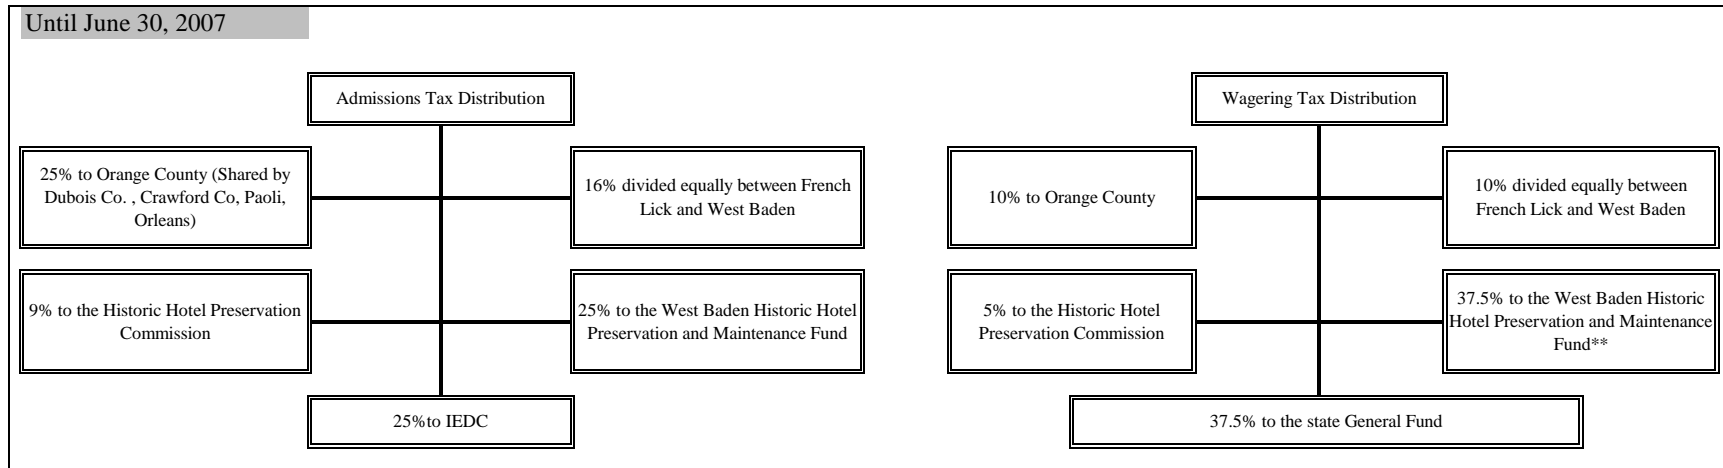 Until June 30, 2007
Admissions Tax Distribution
25% to Orange County (Shared by
Dubois Co. , Crawford Co, Paoli,
Orleans)
16% divided equally between French
Lick and West Baden
9% to the Historic Hotel Preservation
Commission
25% to the West Baden Historic Hotel
Preservation and Maintenance Fund
25%to IEDC
Wagering Tax Distribution
10% to Orange County
10% divided equally between
French Lick and West Baden
5% to the Historic Hotel
Preservation Commission
37.5% to the West Baden Historic
Hotel Preservation and Maintenance
Fund**
37.5% to the state General Fund